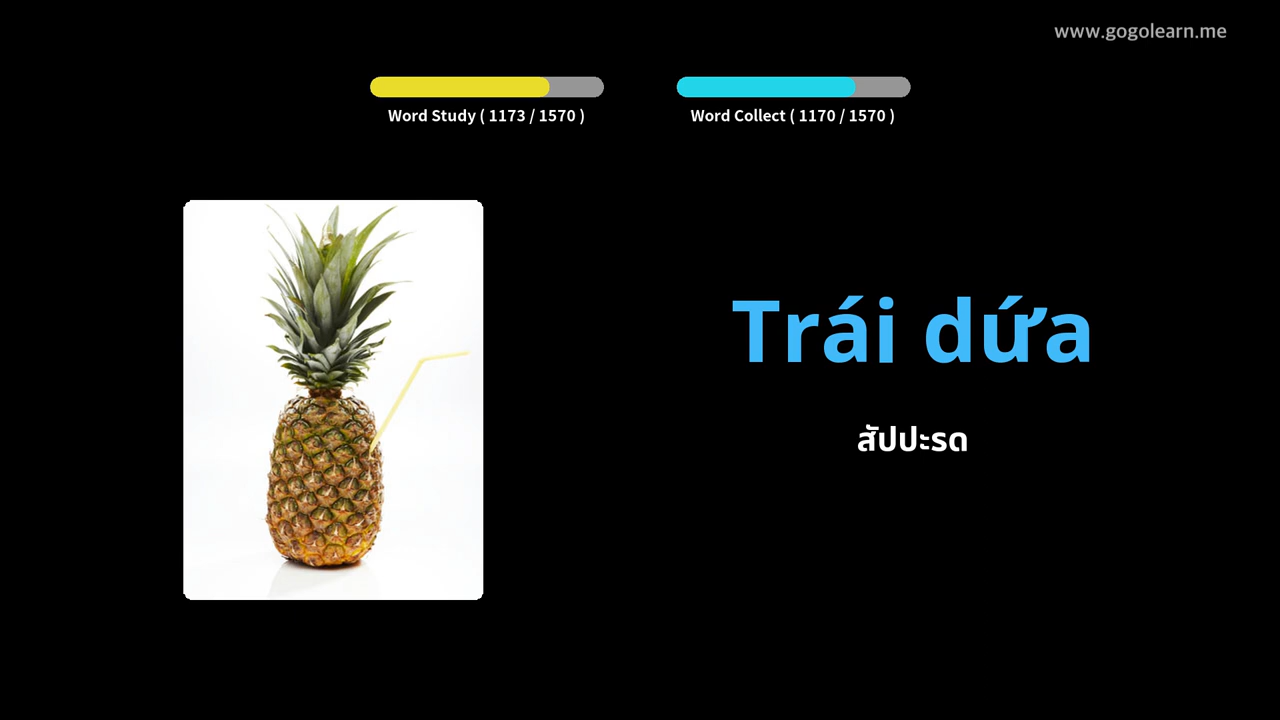 www.gogolearn.me
Word Study ( 1173 / 1570 )
Word Collect ( 1170 / 1570 )
Trái dứa
สัปปะรด